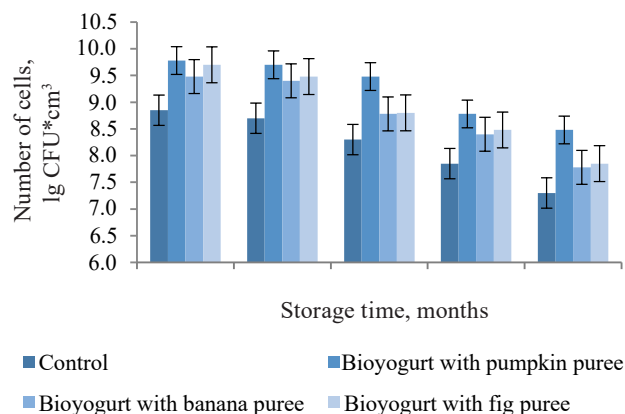 Number of cells,
lg CFU*cm3
10.5
10.0
9.5
9.0
8.5
8.0
7.5
7.0
6.5
6.0
Storage time, months
Control
Bioyogurt with pumpkin puree
Bioyogurt with banana puree
Bioyogurt with fig puree